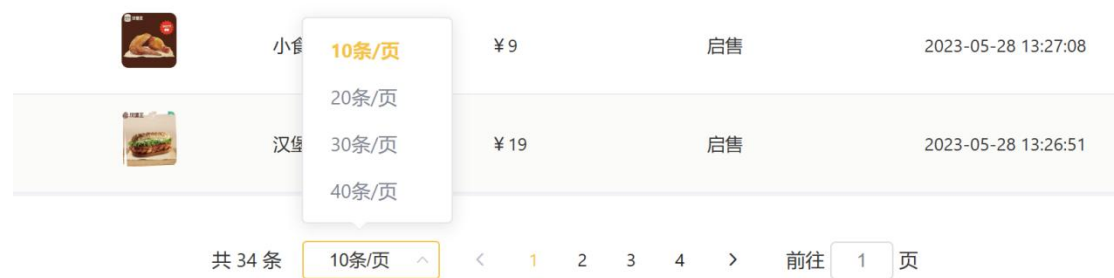 小食
10条/页
¥9
启售
2023-05-28 13:27:08
20条/页
汉堡
30条/页
¥19
启售
2023-05-28 13:26:51
40条/页
共 34 条
10条/页
< 1 2 3 4 >
前往 1 页